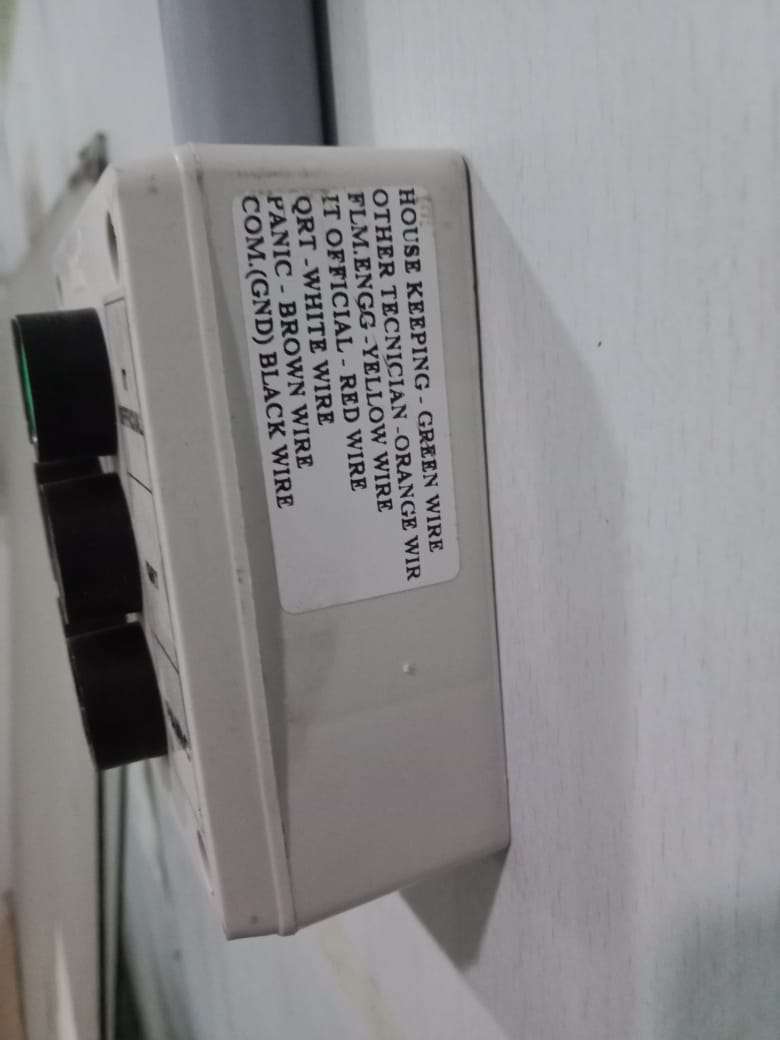 HOUSE KEEPING - GREEN WIRE
OTHER TECNICIAN -ORANGE WIR
FLM.ENGG -YELLOW WIRE
IT OFFICIAL - RED WIRE
QRT -WHITE WIRE
PANIC - BROWN WIRE
COM.(GND) BLACK WIRE